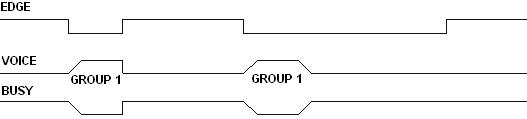 EDGE
VOICE
GROUP 1
GROUP 1
BUSY